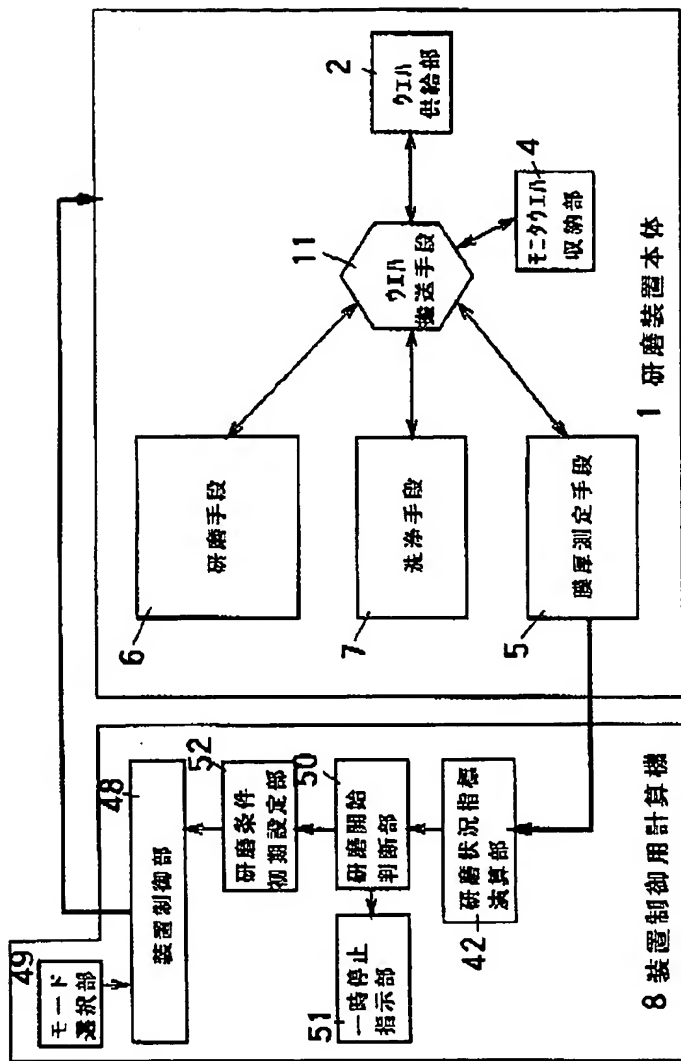 49
モード
選択部
48
装置制御部
52
研磨条件
初期設定部
50
研磨開始
判断部
51
一時停止
指示部
研磨状況指標
演算部
42
8 装置制御用計算機
6
研磨手段
7
洗浄手段
5
膜厚測定手段
11
ウエハ
搬送手段
2
ウエハ
供給部
4
モニタウエハ
収納部
1 研磨装置本体